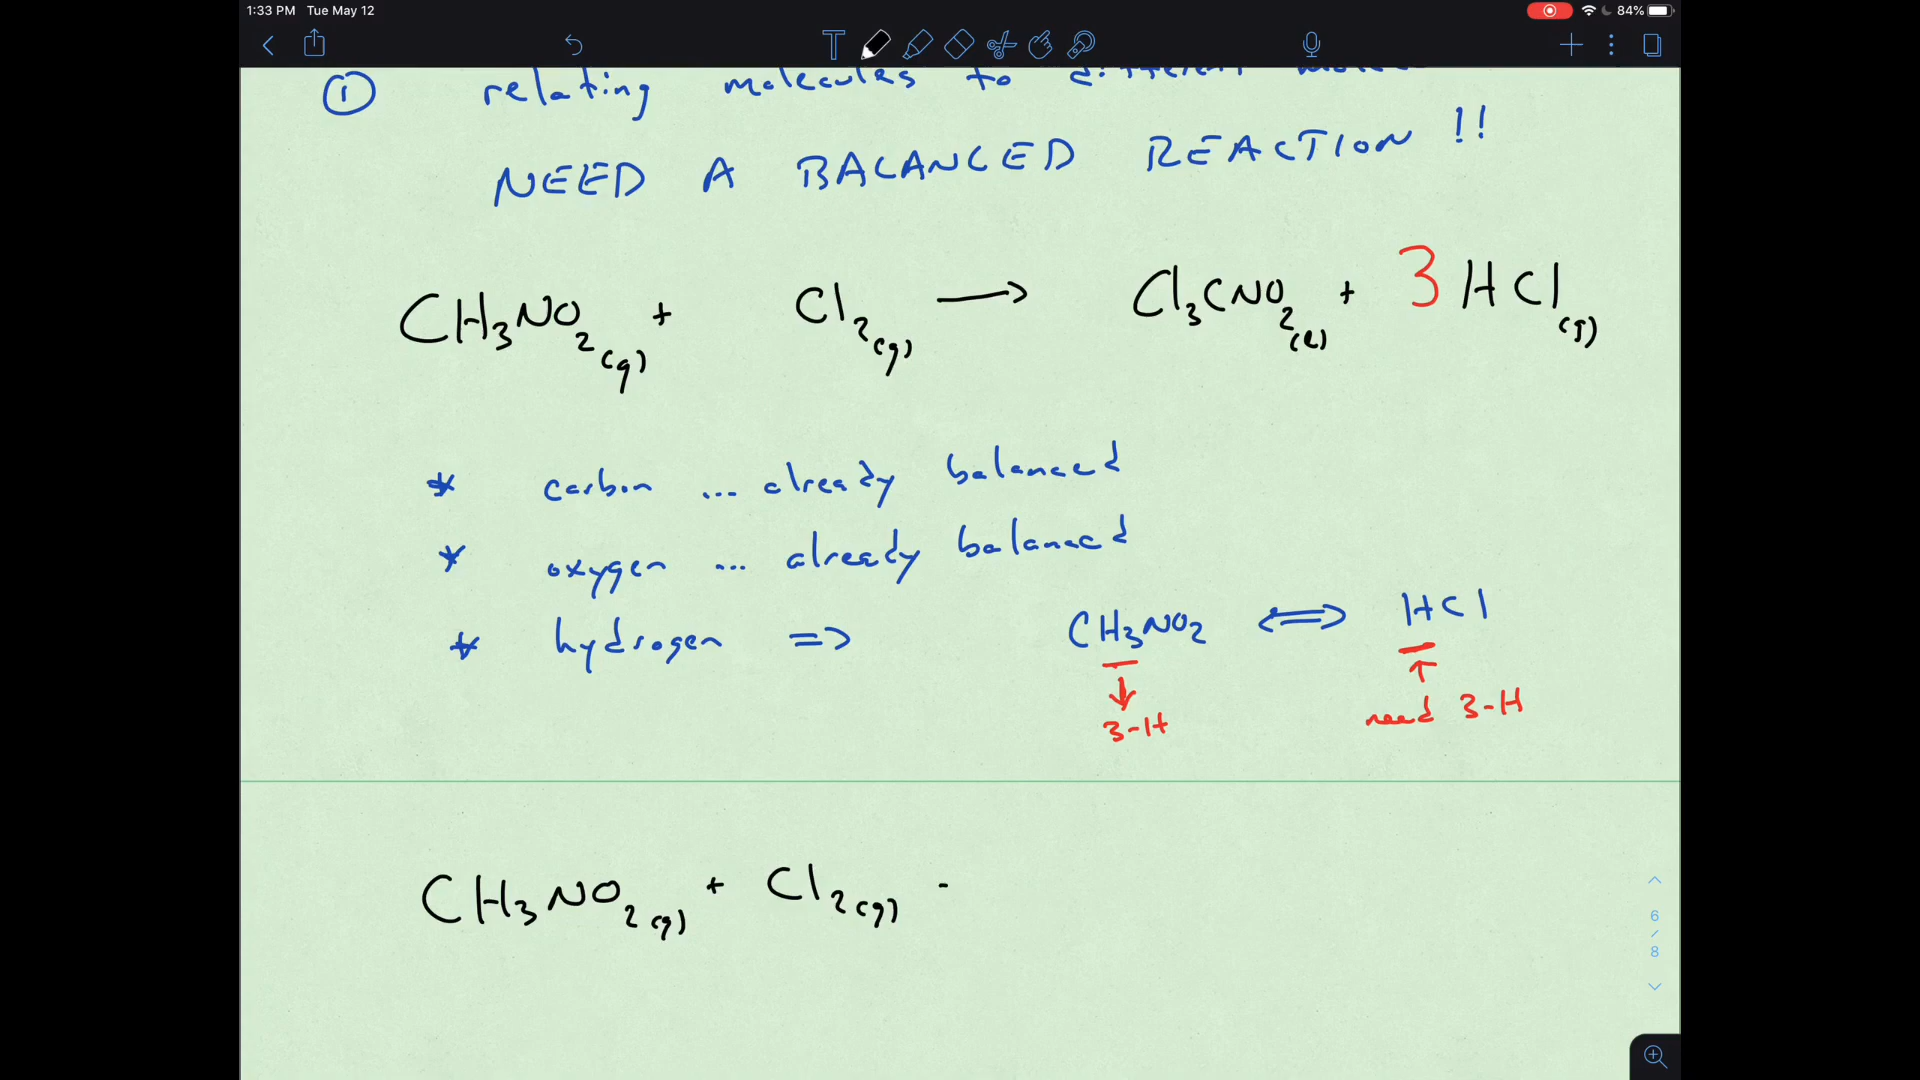 1:33 PM Tue May 12
84%
① relating molecules to different
NEED A BALANCED REACTION !!
CH₃NO₂(g) + Cl₂(g) → Cl₃CNO₂(l) + 3 HCl(g)
* carbon ... already balanced
* oxygen ... already balanced
* hydrogen => CH₃NO₂ ⟺ HCl
↓ ↑
3-H need 3-H
CH₃NO₂(g) + Cl₂(g) -
6
/
8